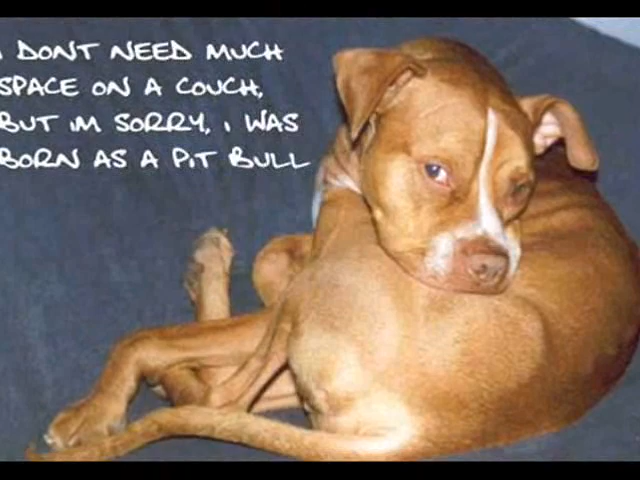 I DONT NEED MUCH
SPACE ON A COUCH,
BUT IM SORRY, I WAS
BORN AS A PIT BULL